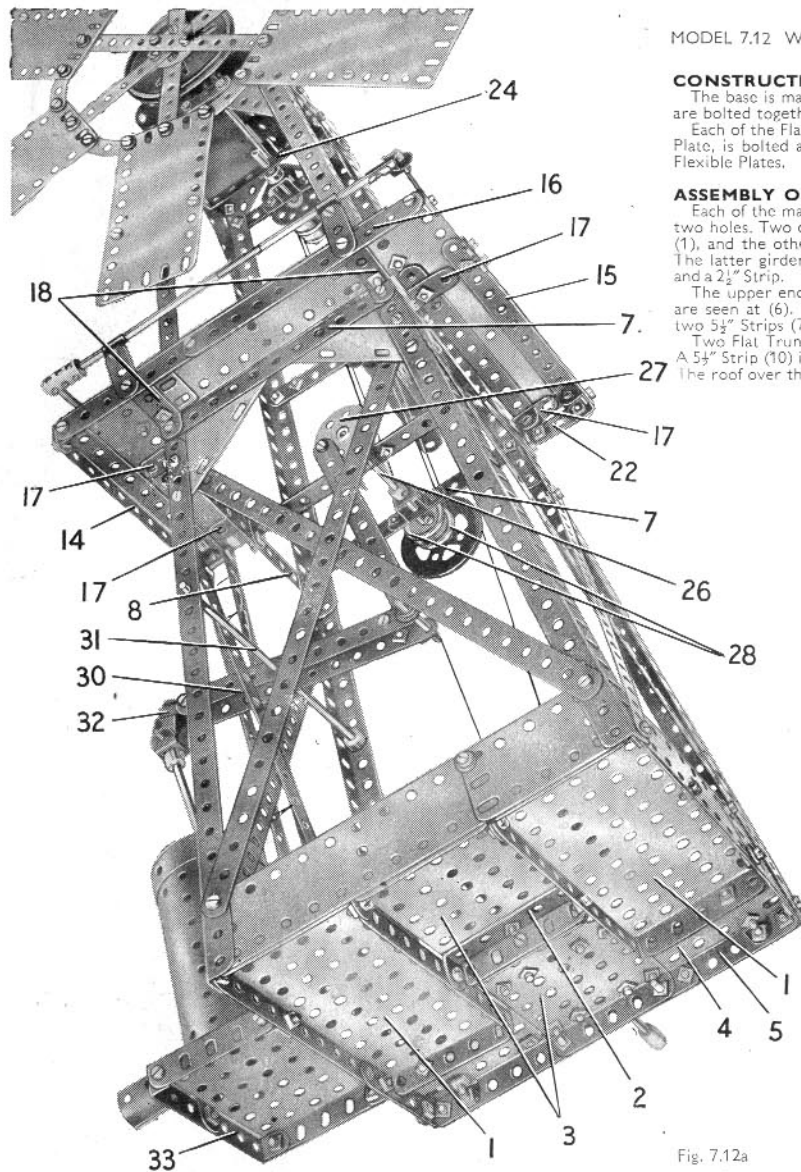 MODEL 7.12 W
CONSTRUCTI
The base is ma
are bolted togeth
Each of the Fla
Plate, is bolted a
Flexible Plates.
ASSEMBLY O
Each of the ma
two holes. Two o
(1), and the othe
The latter girder
and a 2½" Strip.
The upper end
are seen at (6).
two 5½" Strips (7
Two Flat Trun
A 5½" Strip (10) i
The roof over th
24
16
17
15
18
7.
27
17
22
17
14
7
17
8
26
31
28
30
32
1
4
5
2
3
1
33
Fig. 7.12a